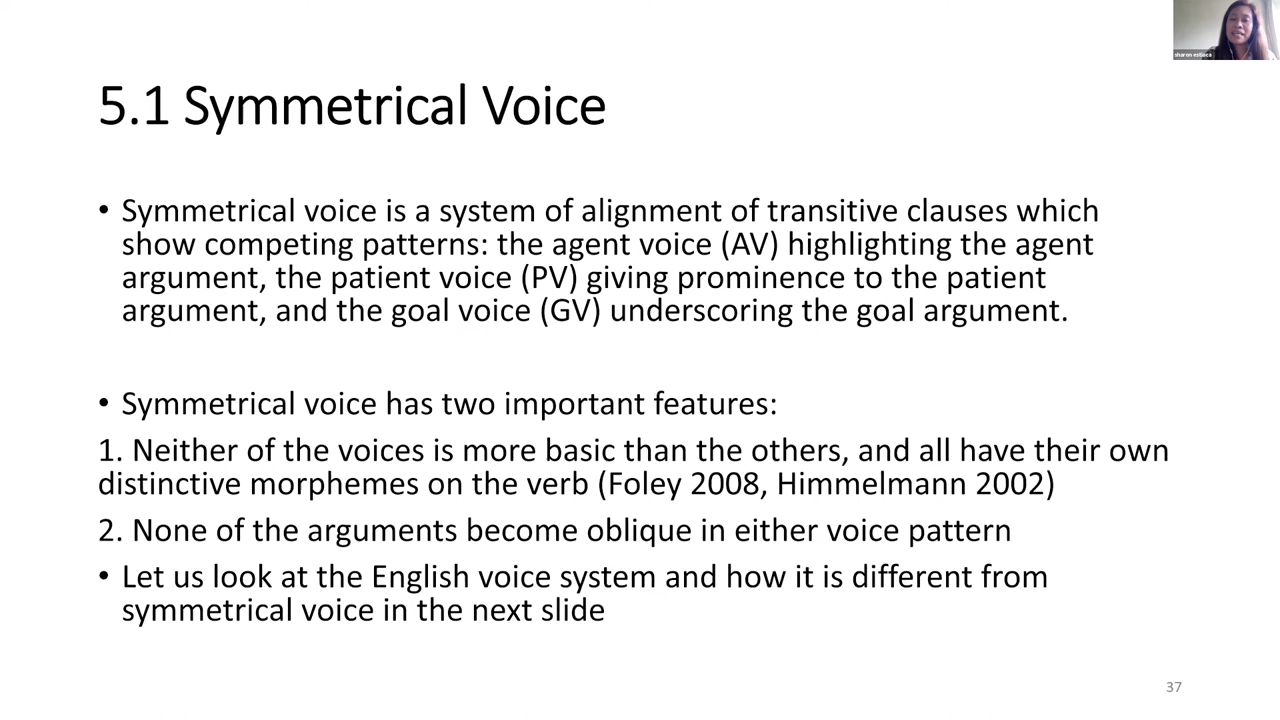 sharon estioca
5.1 Symmetrical Voice
• Symmetrical voice is a system of alignment of transitive clauses which
show competing patterns: the agent voice (AV) highlighting the agent
argument, the patient voice (PV) giving prominence to the patient
argument, and the goal voice (GV) underscoring the goal argument.
• Symmetrical voice has two important features:
1. Neither of the voices is more basic than the others, and all have their own
distinctive morphemes on the verb (Foley 2008, Himmelmann 2002)
2. None of the arguments become oblique in either voice pattern
• Let us look at the English voice system and how it is different from
symmetrical voice in the next slide
37